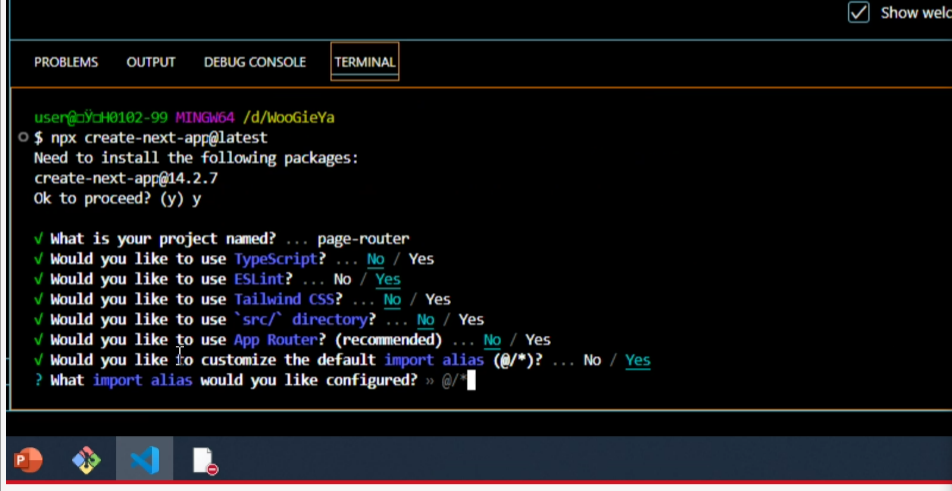 Show welc
PROBLEMS OUTPUT DEBUG CONSOLE TERMINAL
user@□Ÿ□H0102-99 MINGW64 /d/WooGieYa
$ npx create-next-app@latest
Need to install the following packages:
create-next-app@14.2.7
Ok to proceed? (y) y
√ What is your project named? ... page-router
√ Would you like to use TypeScript? ... No / Yes
√ Would you like to use ESLint? ... No / Yes
√ Would you like to use Tailwind CSS? ... No / Yes
√ Would you like to use `src/` directory? ... No / Yes
√ Would you like to use App Router? (recommended) ... No / Yes
√ Would you like to customize the default import alias (@/*)? ... No / Yes
? What import alias would you like configured? » @/*
P